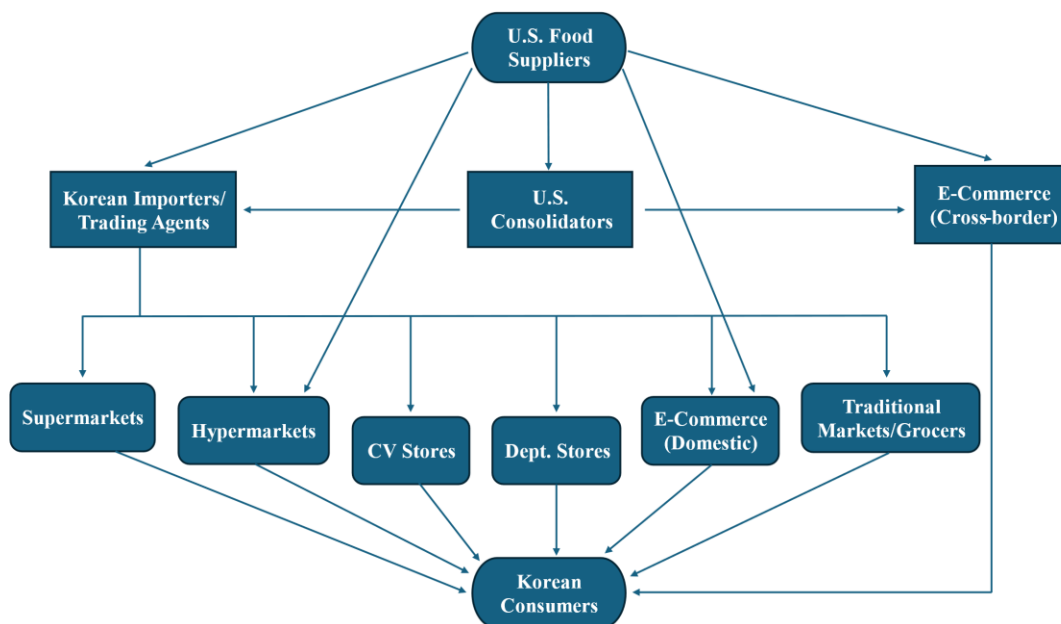 U.S. Food
Suppliers
Korean Importers/
Trading Agents
U.S.
Consolidators
E-Commerce
(Cross-border)
Supermarkets
Hypermarkets
CV Stores
Dept. Stores
E-Commerce
(Domestic)
Traditional
Markets/Grocers
Korean
Consumers